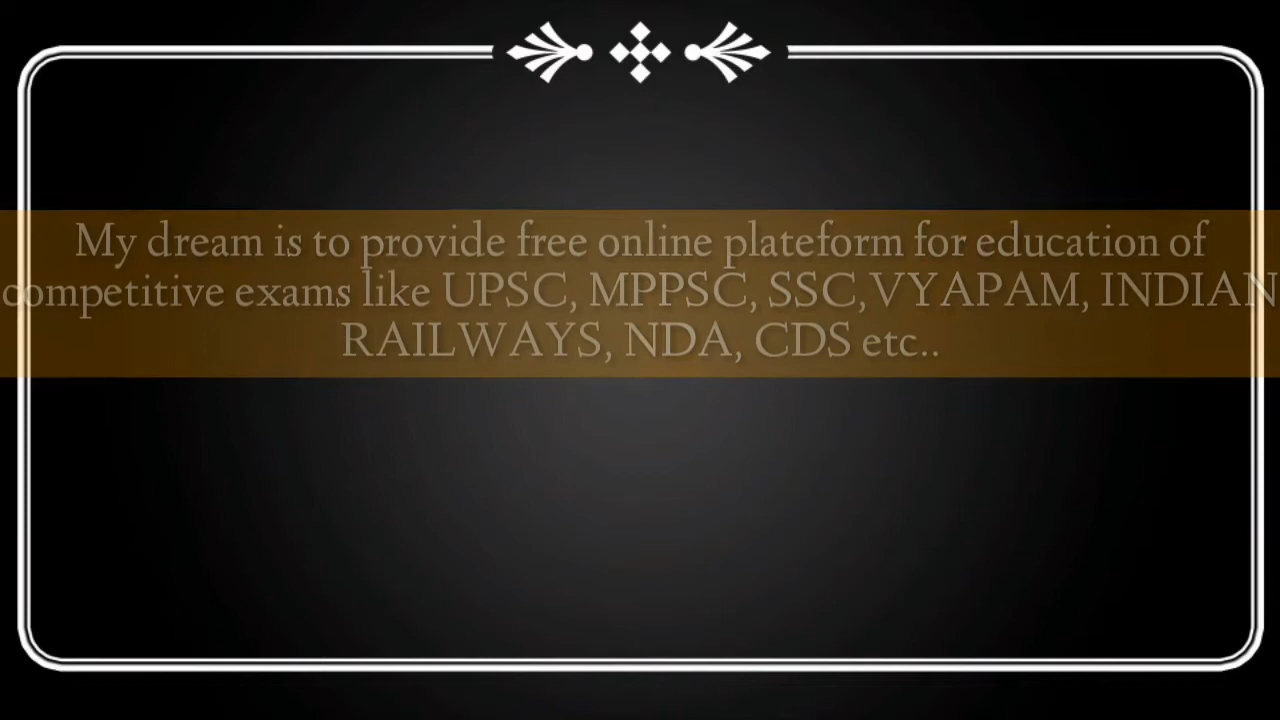 My dream is to provide free online plateform for education of
competitive exams like UPSC, MPPSC, SSC,VYAPAM, INDIAN
RAILWAYS, NDA, CDS etc..